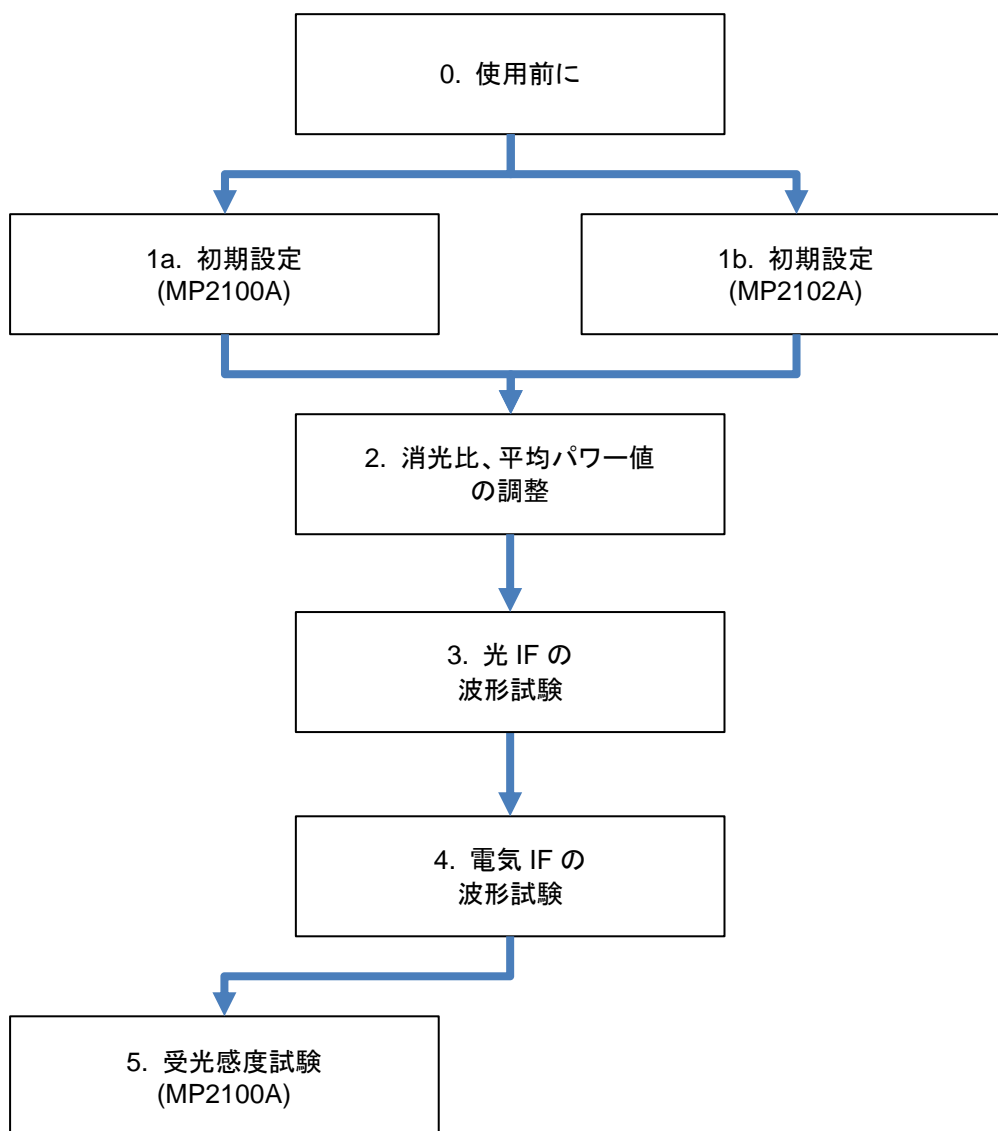 0. 使用前に
1a. 初期設定
(MP2100A)
1b. 初期設定
(MP2102A)
2. 消光比、平均パワー値
の調整
3. 光 IF の
波形試験
4. 電気 IF の
波形試験
5. 受光感度試験
(MP2100A)